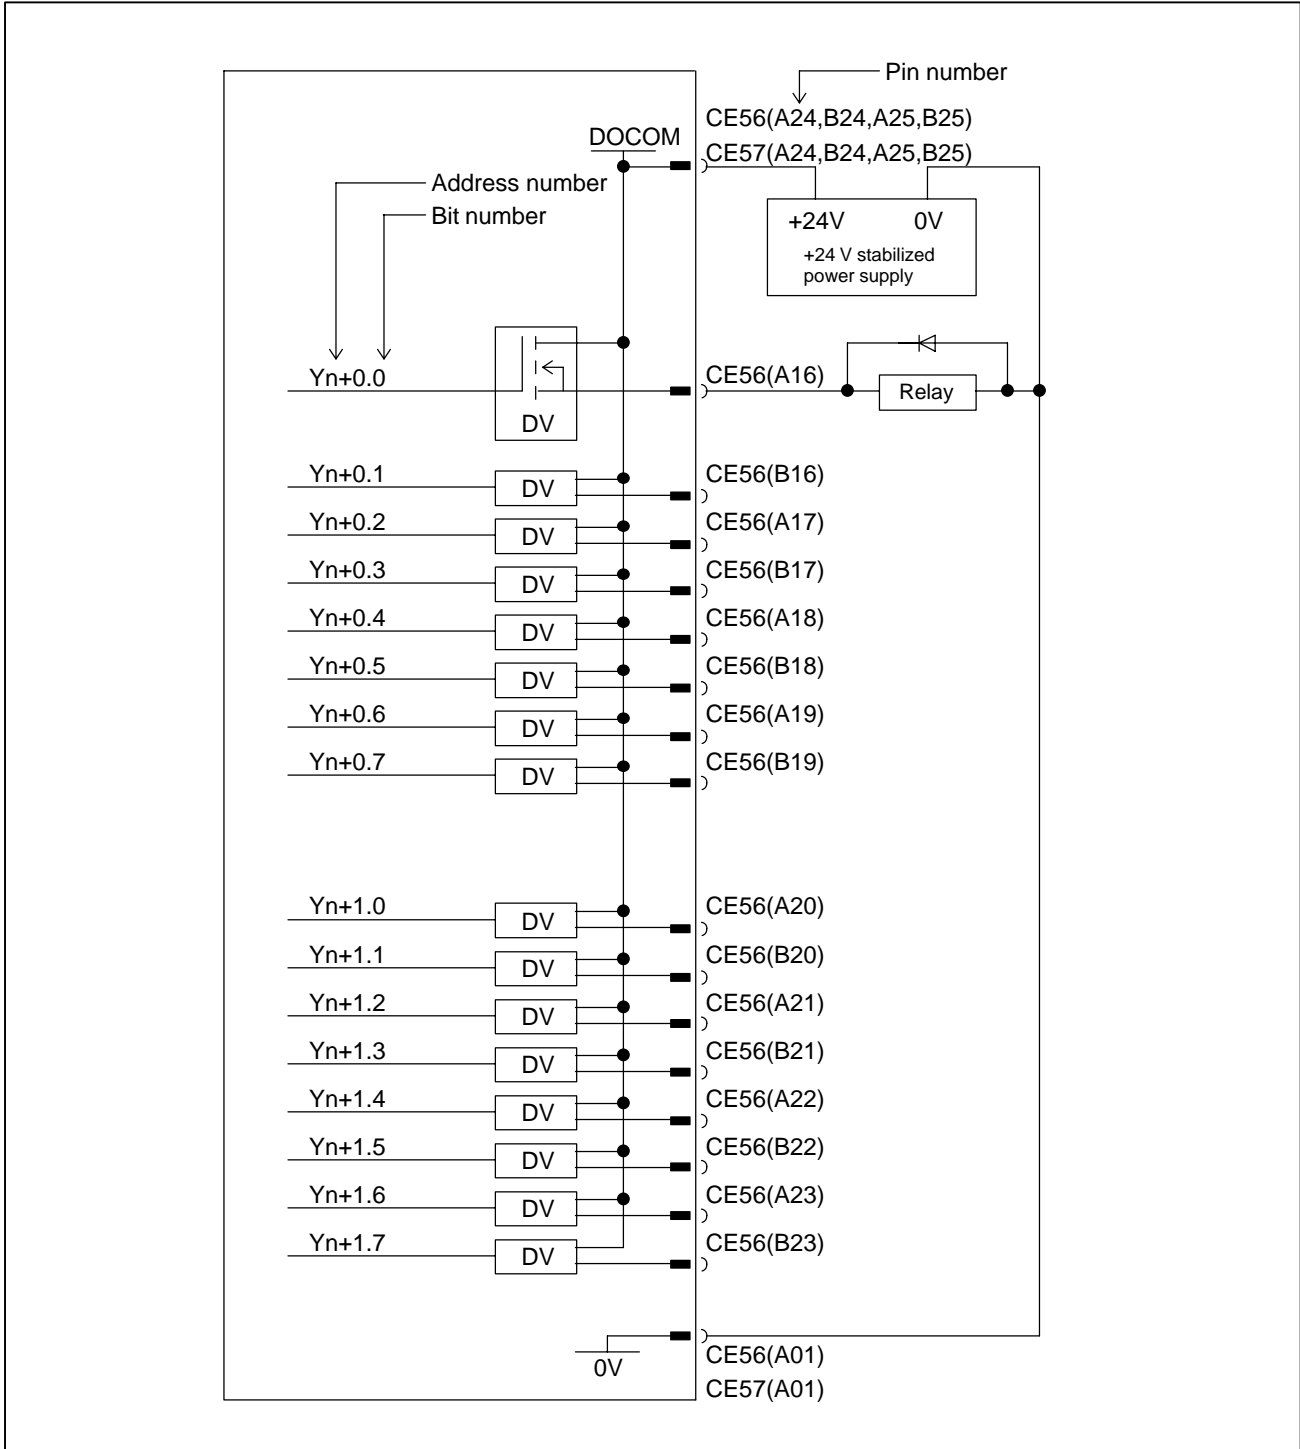 Pin number
CE56(A24,B24,A25,B25)
DOCOM
CE57(A24,B24,A25,B25)
Address number
Bit number
+24V 0V
+24 V stabilized
power supply
Yn+0.0
DV
CE56(A16)
Relay
Yn+0.1 DV CE56(B16)
Yn+0.2 DV CE56(A17)
Yn+0.3 DV CE56(B17)
Yn+0.4 DV CE56(A18)
Yn+0.5 DV CE56(B18)
Yn+0.6 DV CE56(A19)
Yn+0.7 DV CE56(B19)
Yn+1.0 DV CE56(A20)
Yn+1.1 DV CE56(B20)
Yn+1.2 DV CE56(A21)
Yn+1.3 DV CE56(B21)
Yn+1.4 DV CE56(A22)
Yn+1.5 DV CE56(B22)
Yn+1.6 DV CE56(A23)
Yn+1.7 DV CE56(B23)
0V
CE56(A01)
CE57(A01)